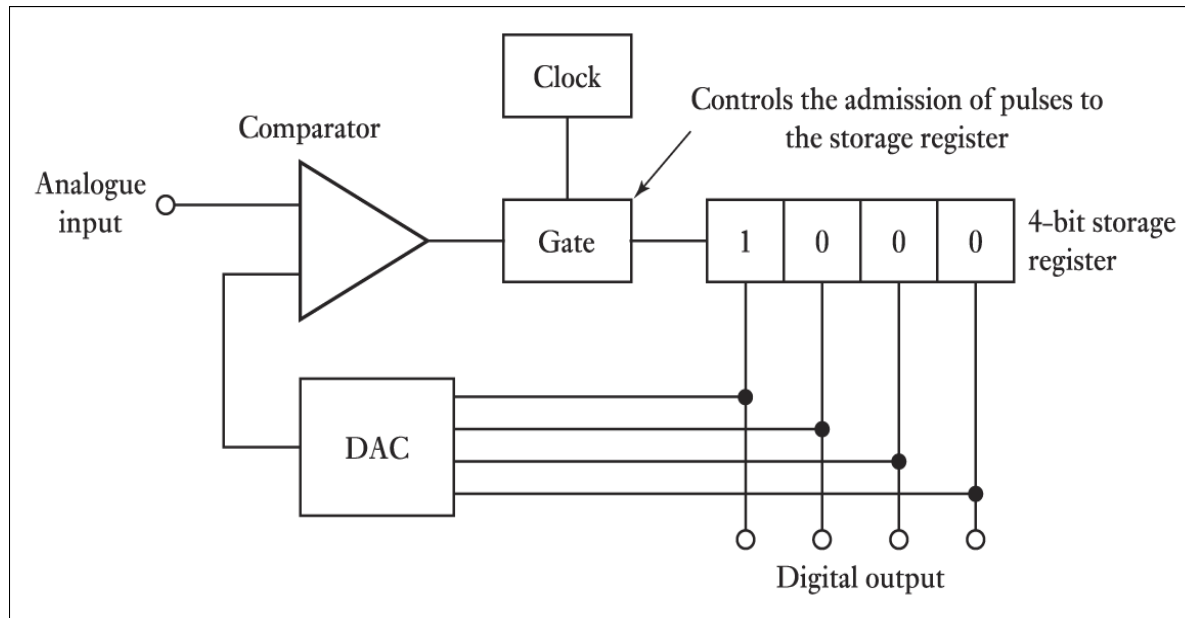 Clock
Controls the admission of pulses to
the storage register
Comparator
Analogue
input
Gate
1 0 0 0
4-bit storage
register
DAC
Digital output